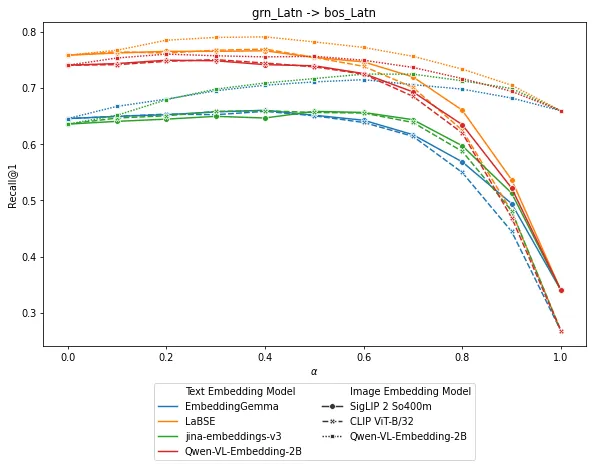 grn_Latn -> bos_Latn
Recall@1
0.8
0.7
0.6
0.5
0.4
0.3
0.0 0.2 0.4 0.6 0.8 1.0
α
Text Embedding Model Image Embedding Model
EmbeddingGemma SigLIP 2 So400m
LaBSE CLIP ViT-B/32
jina-embeddings-v3 Qwen-VL-Embedding-2B
Qwen-VL-Embedding-2B